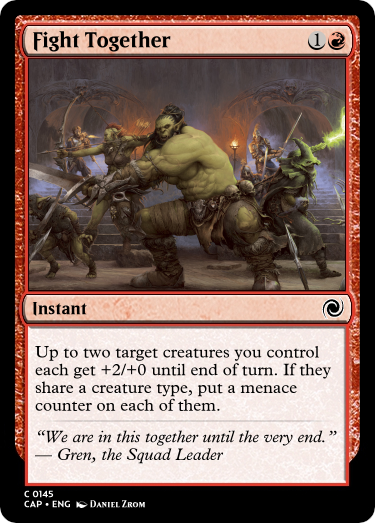 Fight Together 1
Instant
Up to two target creatures you control
each get +2/+0 until end of turn. If they
share a creature type, put a menace
counter on each of them.
“We are in this together until the very end.”
— Gren, the Squad Leader
C 0145
CAP • ENG Daniel Zrom